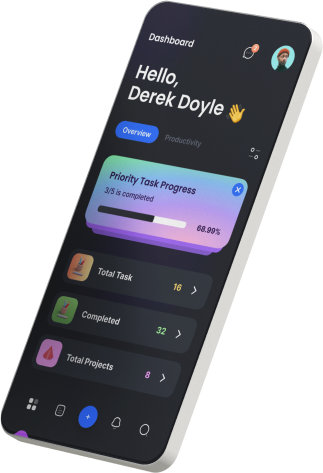 Dashboard
Hello,
Derek Doyle 👋
Overview Productivity
Priority Task Progress
3/5 is completed
68.99%
Total Task 16
Completed 32
Total Projects 8